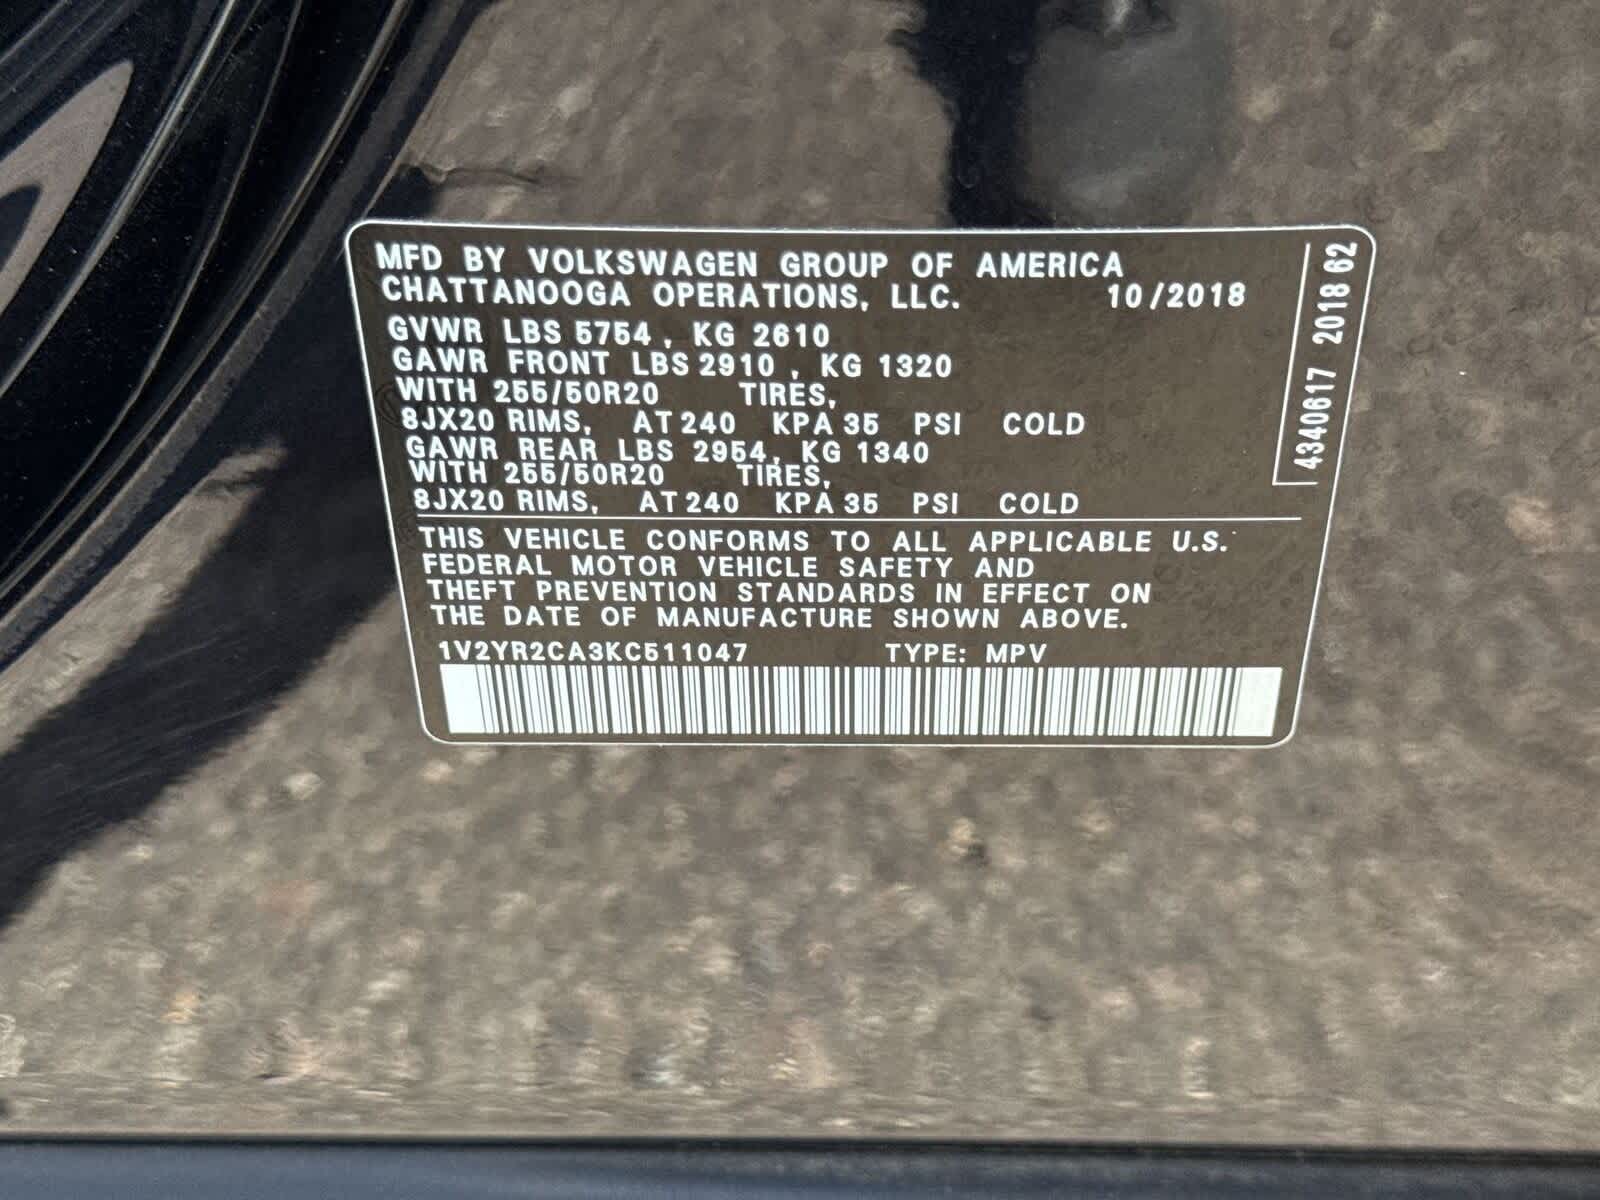 MFD BY VOLKSWAGEN GROUP OF AMERICA
CHATTANOOGA OPERATIONS, LLC. 10/2018
GVWR LBS 5754, KG 2610
GAWR FRONT LBS 2910, KG 1320
WITH 255/50R20 TIRES,
8JX20 RIMS, AT 240 KPA 35 PSI COLD
GAWR REAR LBS 2954, KG 1340
WITH 255/50R20 TIRES,
8JX20 RIMS, AT 240 KPA 35 PSI COLD
THIS VEHICLE CONFORMS TO ALL APPLICABLE U.S.
FEDERAL MOTOR VEHICLE SAFETY AND
THEFT PREVENTION STANDARDS IN EFFECT ON
THE DATE OF MANUFACTURE SHOWN ABOVE.
1V2YR2CA3KC511047 TYPE: MPV
4340617 2018 62